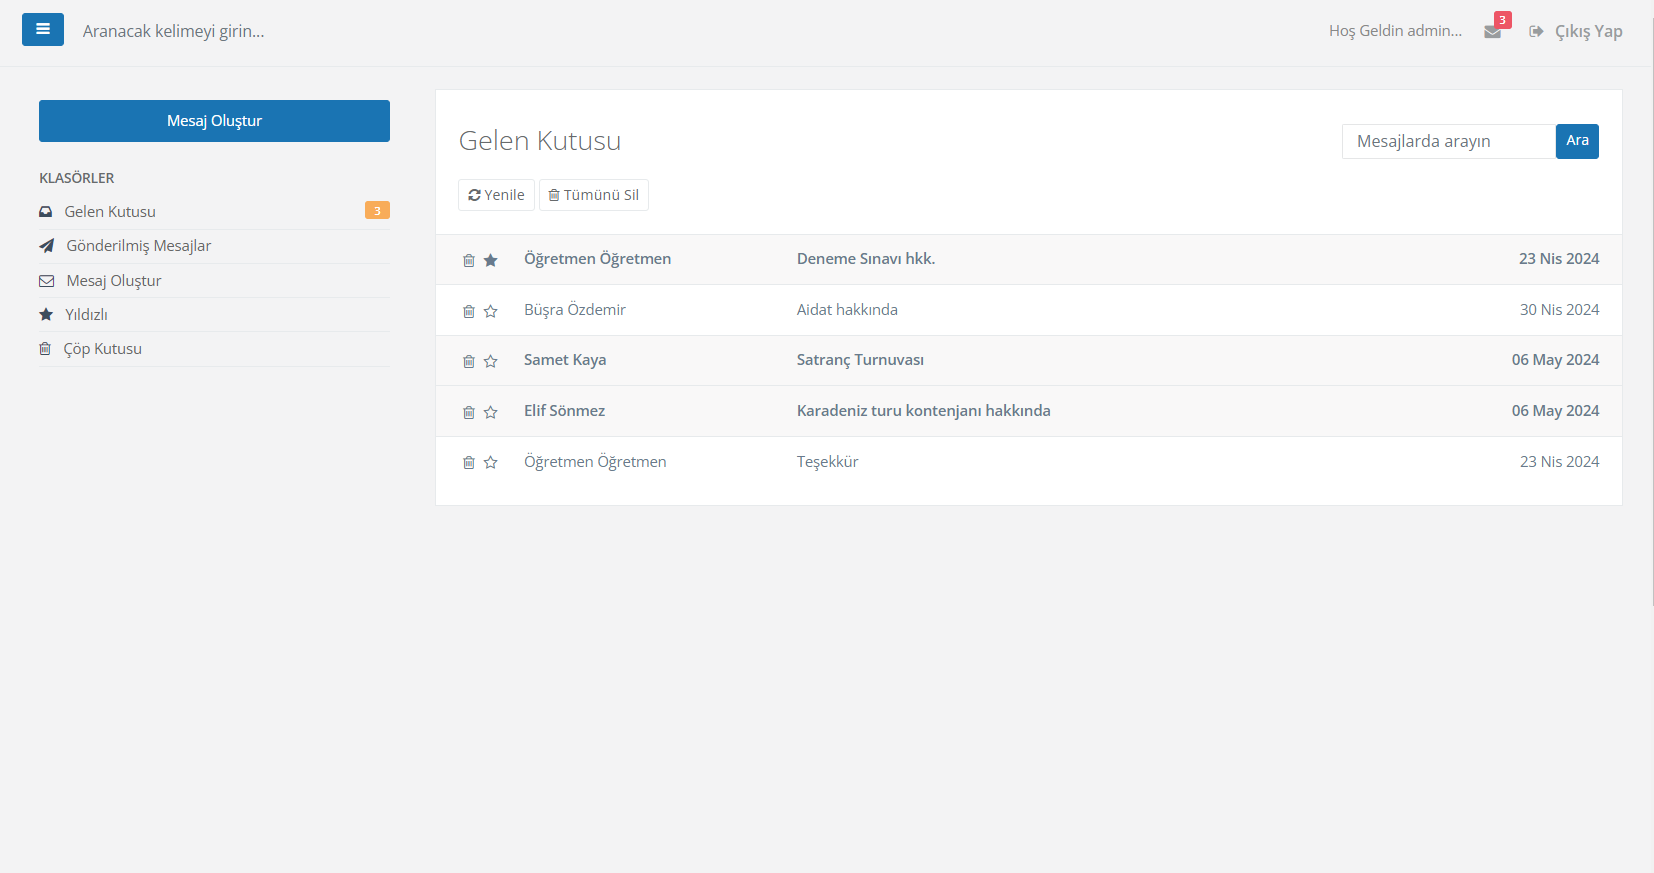 Aranacak kelimeyi girin...
Hoş Geldin admin... 3 Çıkış Yap
Mesaj Oluştur
KLASÖRLER
Gelen Kutusu 3
Gönderilmiş Mesajlar
Mesaj Oluştur
Yıldızlı
Çöp Kutusu
Gelen Kutusu
Mesajlarda arayın Ara
Yenile Tümünü Sil
Öğretmen Öğretmen Deneme Sınavı hkk. 23 Nis 2024
Büşra Özdemir Aidat hakkında 30 Nis 2024
Samet Kaya Satranç Turnuvası 06 May 2024
Elif Sönmez Karadeniz turu kontenjanı hakkında 06 May 2024
Öğretmen Öğretmen Teşekkür 23 Nis 2024